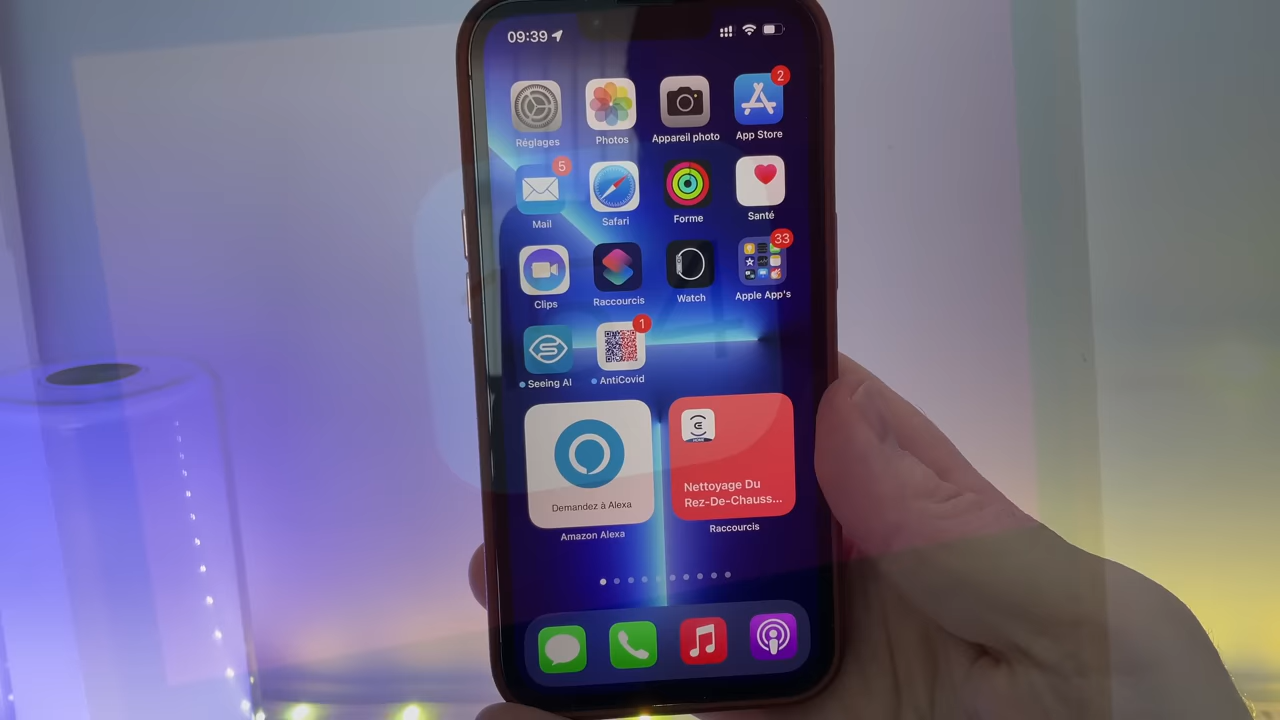 09:39
2
Réglages
Photos
Appareil photo
App Store
5
Mail
Safari
Forme
Santé
33
Clips
Raccourcis
Watch
Apple App's
1
Seeing AI
AntiCovid
Demandez à Alexa
Nettoyage Du
Rez-De-Chauss...
Amazon Alexa
Raccourcis